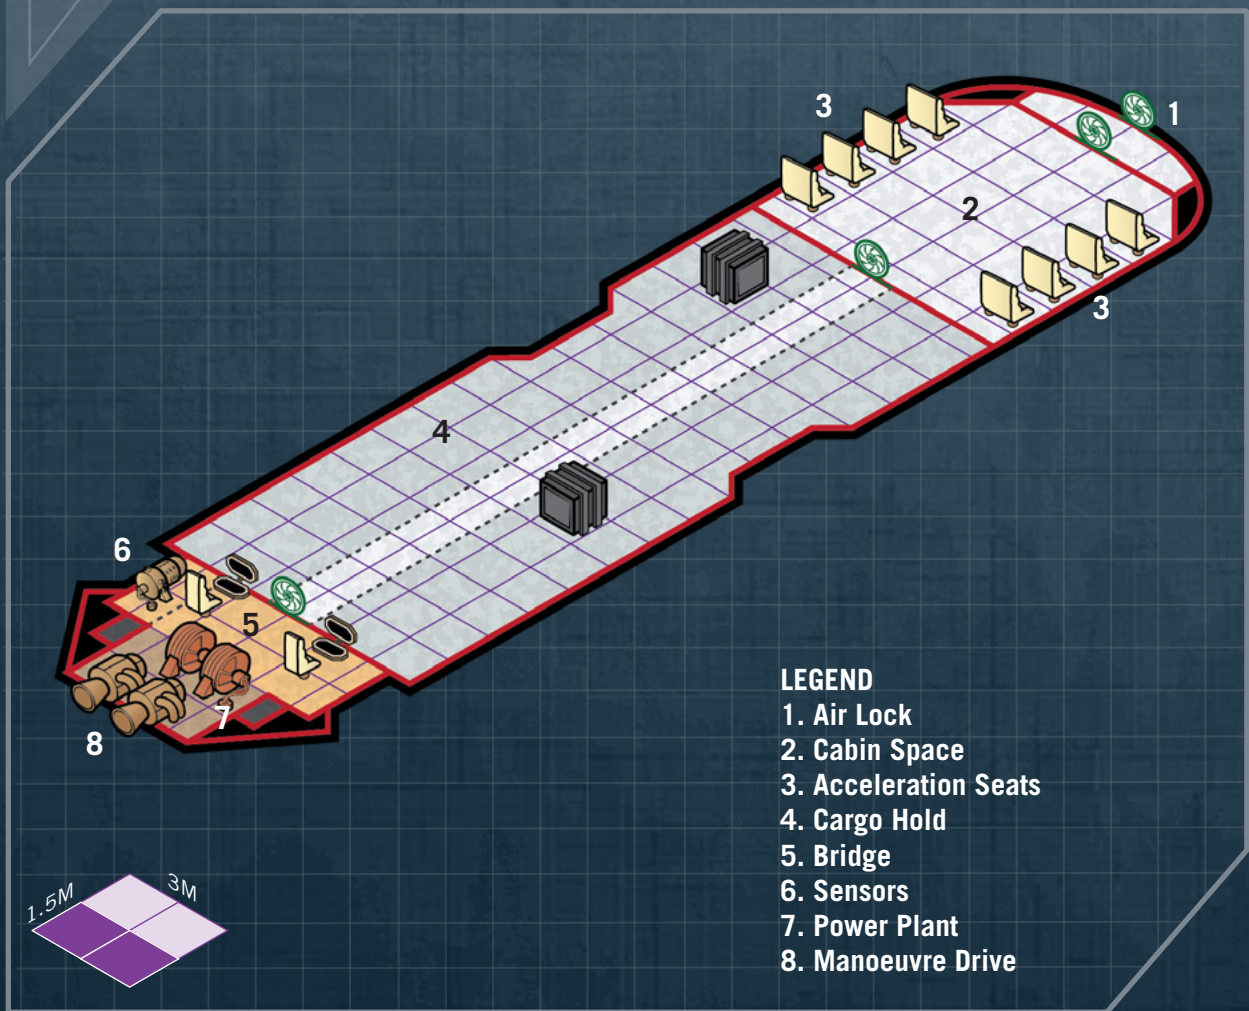 3
1
2
3
4
6
5
7
8
LEGEND
1. Air Lock
2. Cabin Space
3. Acceleration Seats
4. Cargo Hold
5. Bridge
6. Sensors
7. Power Plant
8. Manoeuvre Drive
1.5M
3M